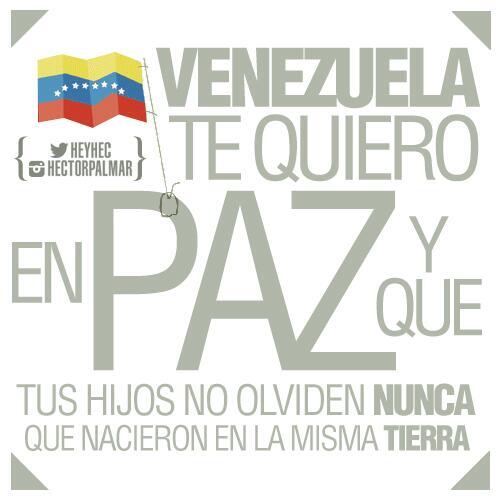 VENEZUELA
TE QUIERO
HEYHEC
HECTORPALMAR
EN PAZ Y
QUE
TUS HIJOS NO OLVIDEN NUNCA
QUE NACIERON EN LA MISMA TIERRA